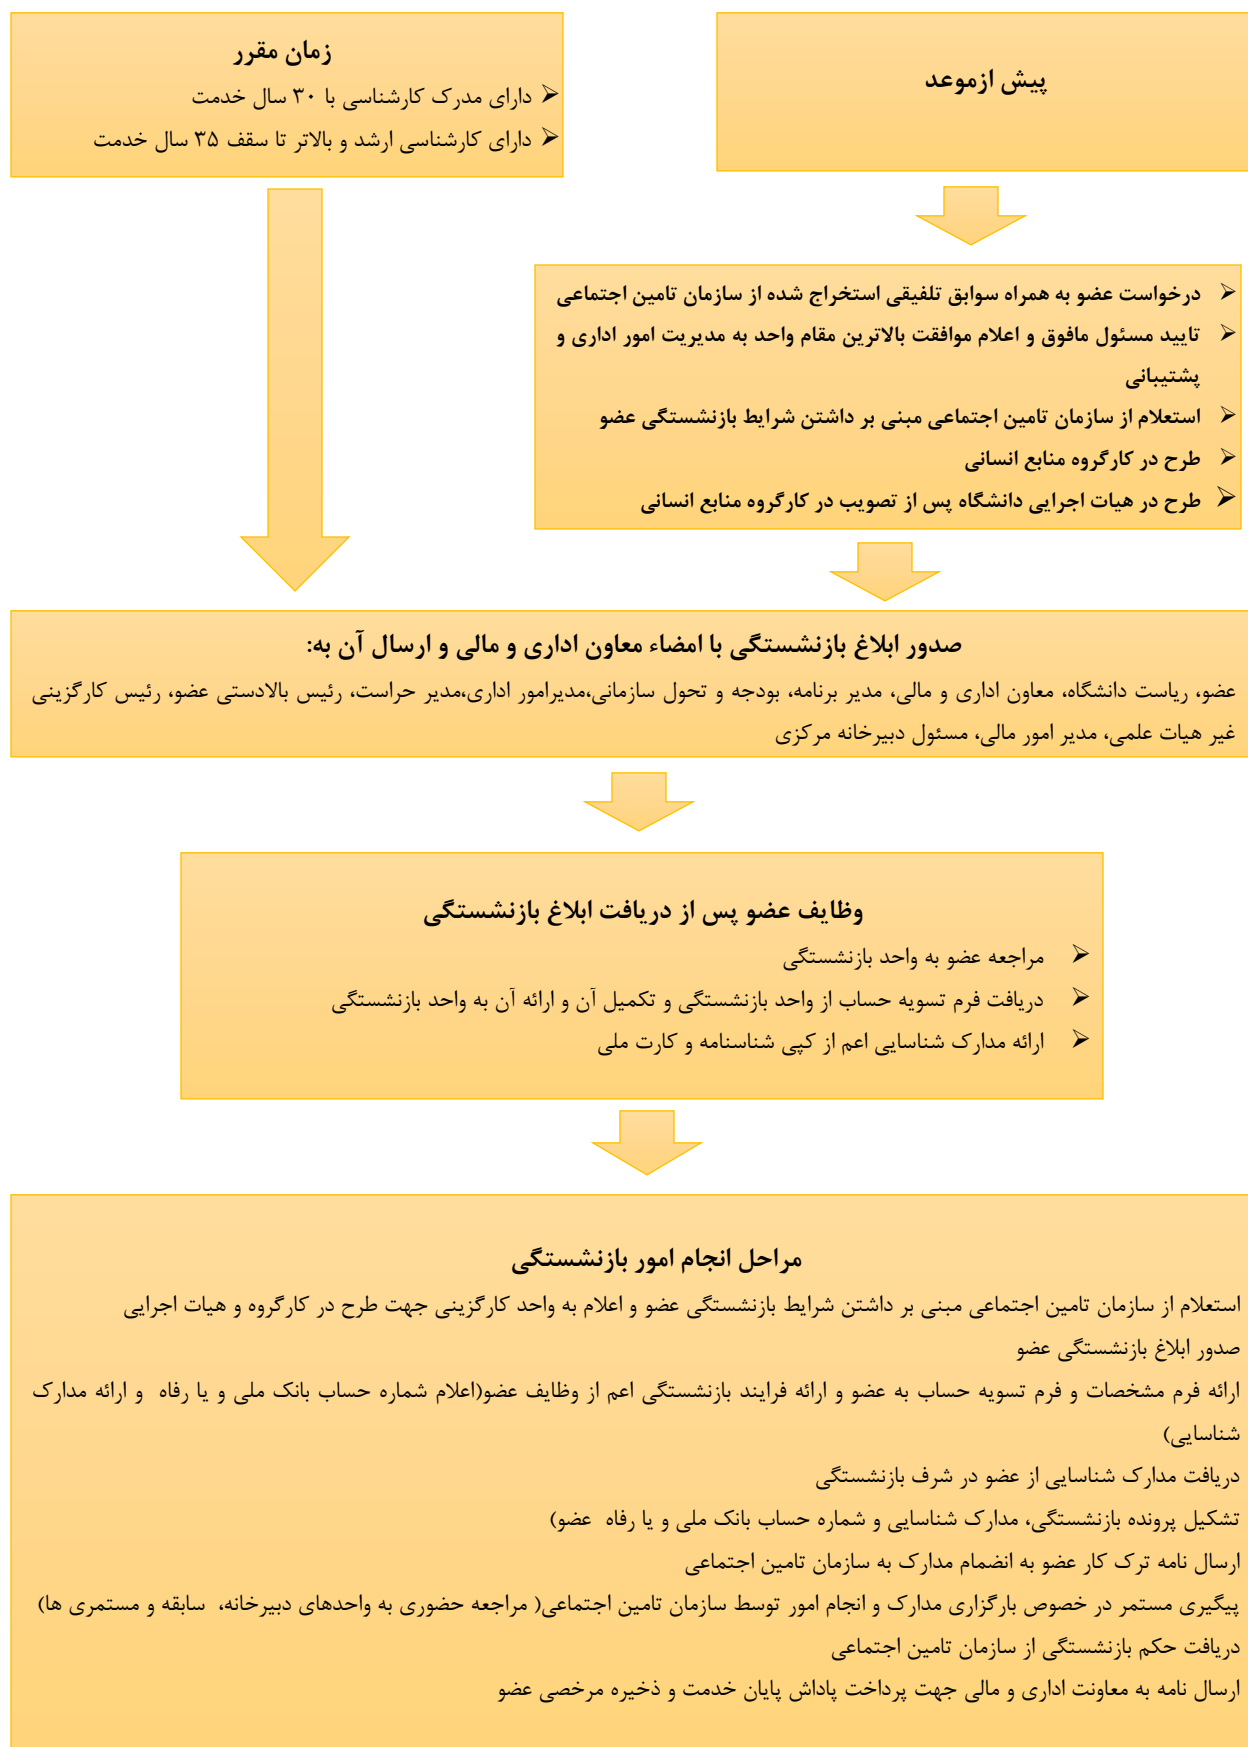 پیش ازموعد
زمان مقرر
دارای مدرک کارشناسی با ۳۰ سال خدمت
دارای کارشناسی ارشد و بالاتر تا سقف ۳۵ سال خدمت
درخواست عضو به همراه سوابق تلفیقی استخراج شده از سازمان تامین اجتماعی
تایید مسئول مافوق و اعلام موافقت بالاترین مقام واحد به مدیریت امور اداری و
پشتیبانی
استعلام از سازمان تامین اجتماعی مبنی بر داشتن شرایط بازنشستگی عضو
طرح در کارگروه منابع انسانی
طرح در هیات اجرایی دانشگاه پس از تصویب در کارگروه منابع انسانی
صدور ابلاغ بازنشستگی با امضاء معاون اداری و مالی و ارسال آن به:
عضو، ریاست دانشگاه، معاون اداری و مالی، مدیر برنامه، بودجه و تحول سازمانی،مدیرامور اداری،مدیر حراست، رئیس بالادستی عضو، رئیس کارگزینی
غیر هیات علمی، مدیر امور مالی، مسئول دبیرخانه مرکزی
وظایف عضو پس از دریافت ابلاغ بازنشستگی
مراجعه عضو به واحد بازنشستگی
دریافت فرم تسویه حساب از واحد بازنشستگی و تکمیل آن و ارائه آن به واحد بازنشستگی
ارائه مدارک شناسایی اعم از کپی شناسنامه و کارت ملی
مراحل انجام امور بازنشستگی
استعلام از سازمان تامین اجتماعی مبنی بر داشتن شرایط بازنشستگی عضو و اعلام به واحد کارگزینی جهت طرح در کارگروه و هیات اجرایی
صدور ابلاغ بازنشستگی عضو
ارائه فرم مشخصات و فرم تسویه حساب به عضو و ارائه فرایند بازنشستگی اعم از وظایف عضو(اعلام شماره حساب بانک ملی و یا رفاه و ارائه مدارک
شناسایی)
دریافت مدارک شناسایی از عضو در شرف بازنشستگی
تشکیل پرونده بازنشستگی، مدارک شناسایی و شماره حساب بانک ملی و یا رفاه عضو)
ارسال نامه ترک کار عضو به انضمام مدارک به سازمان تامین اجتماعی
پیگیری مستمر در خصوص بارگزاری مدارک و انجام امور توسط سازمان تامین اجتماعی( مراجعه حضوری به واحدهای دبیرخانه، سابقه و مستمری ها)
دریافت حکم بازنشستگی از سازمان تامین اجتماعی
ارسال نامه به معاونت اداری و مالی جهت پرداخت پاداش پایان خدمت و ذخیره مرخصی عضو